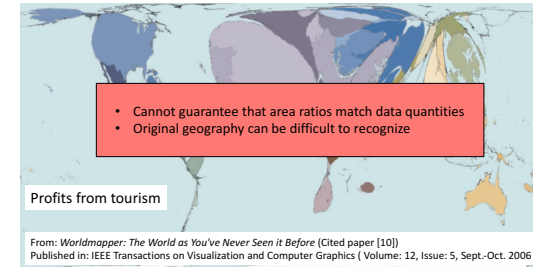 • Cannot guarantee that area ratios match data quantities
• Original geography can be difficult to recognize
Profits from tourism
From: Worldmapper: The World as You've Never Seen it Before (Cited paper [10])
Published in: IEEE Transactions on Visualization and Computer Graphics ( Volume: 12, Issue: 5, Sept.-Oct. 2006